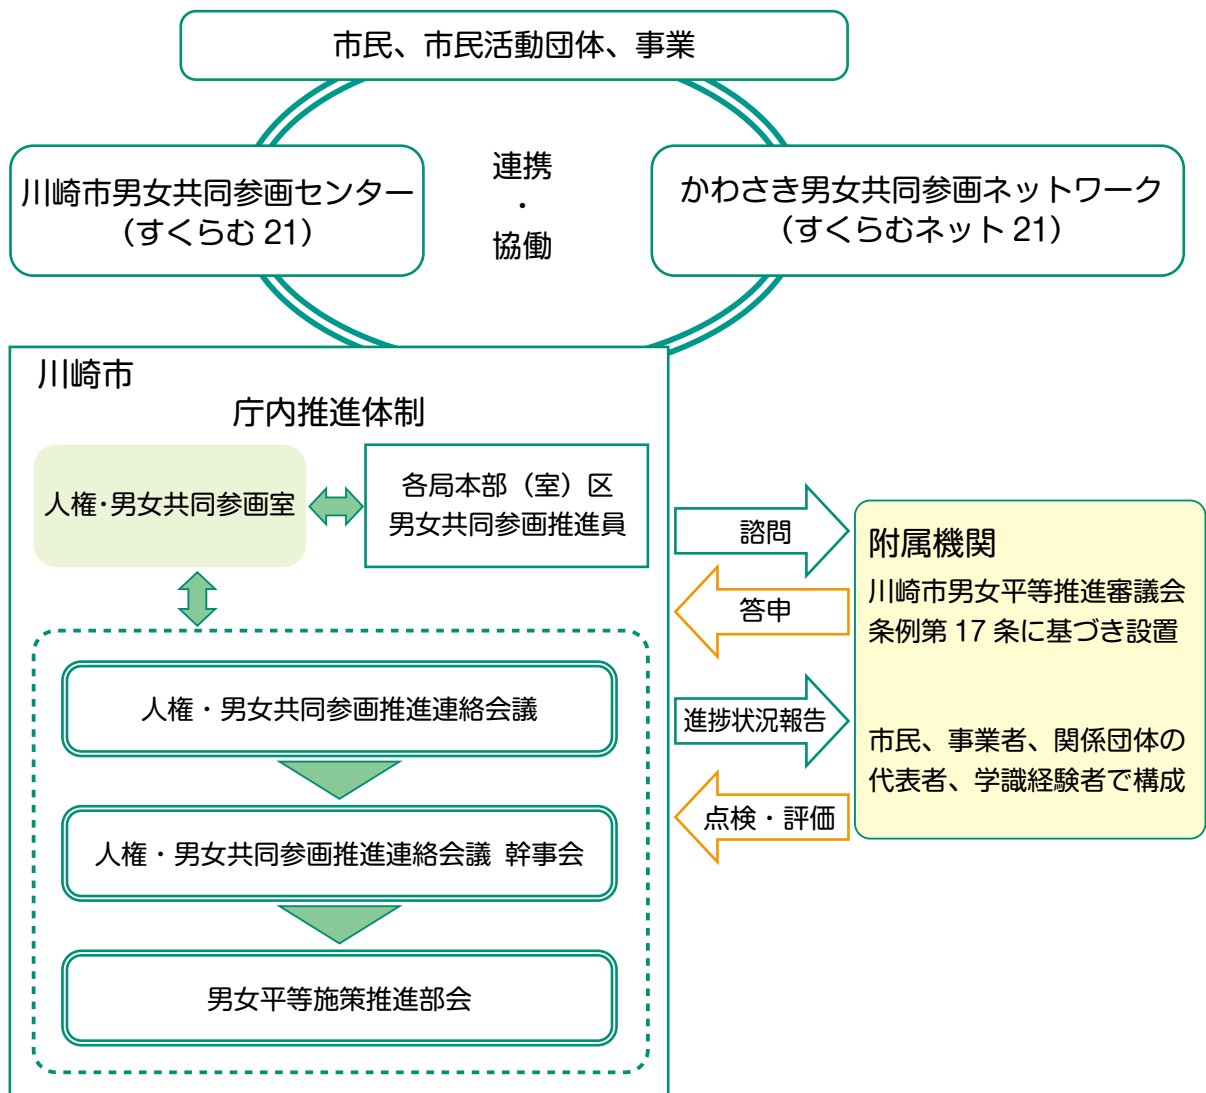 市民、市民活動団体、事業
川崎市男女共同参画センター
（すくらむ 21）
連携
・
協働
かわさき男女共同参画ネットワーク
（すくらむネット 21）
川崎市
庁内推進体制
人権・男女共同参画室
各局本部（室）区
男女共同参画推進員
諮問
答申
進捗状況報告
点検・評価
附属機関
川崎市男女平等推進審議会
条例第 17 条に基づき設置
市民、事業者、関係団体の
代表者、学識経験者で構成
人権・男女共同参画推進連絡会議
人権・男女共同参画推進連絡会議 幹事会
男女平等施策推進部会